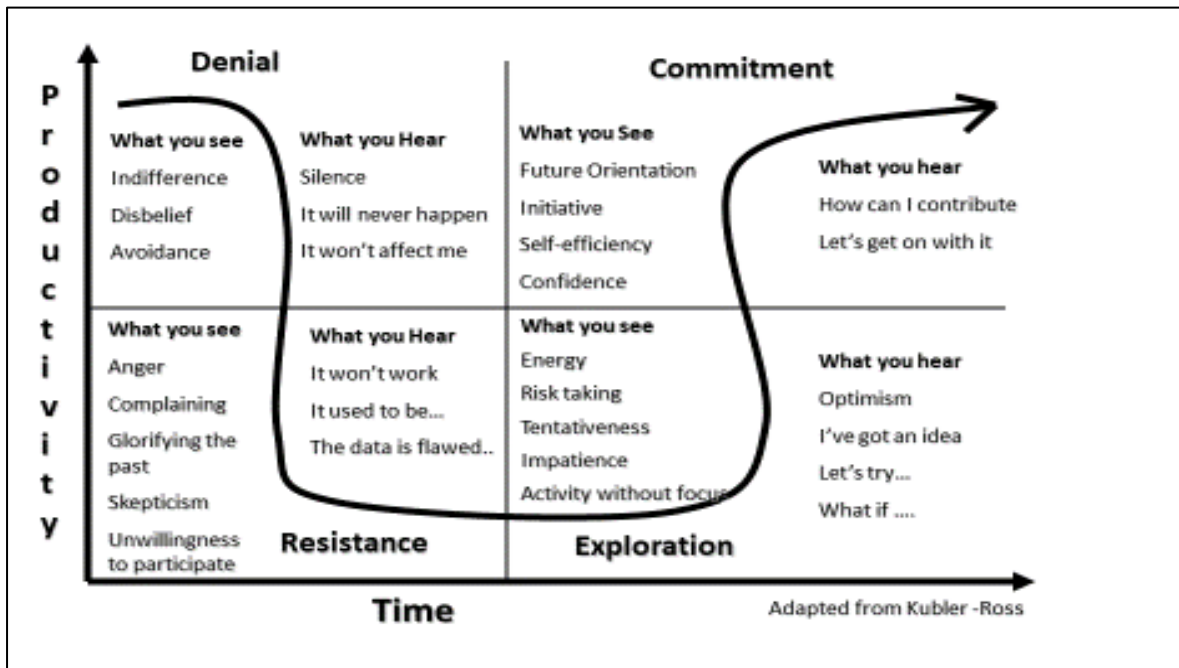 Productivity
Denial
What you see
Indifference
Disbelief
Avoidance
What you Hear
Silence
It will never happen
It won't affect me
Commitment
What you See
Future Orientation
Initiative
Self-efficiency
Confidence
What you hear
How can I contribute
Let's get on with it
What you see
Anger
Complaining
Glorifying the
past
Skepticism
Unwillingness
to participate
What you Hear
It won't work
It used to be...
The data is flawed..
Resistance
What you see
Energy
Risk taking
Tentativeness
Impatience
Activity without focus
What you hear
Optimism
I've got an idea
Let's try...
What if ....
Exploration
Time
Adapted from Kubler -Ross